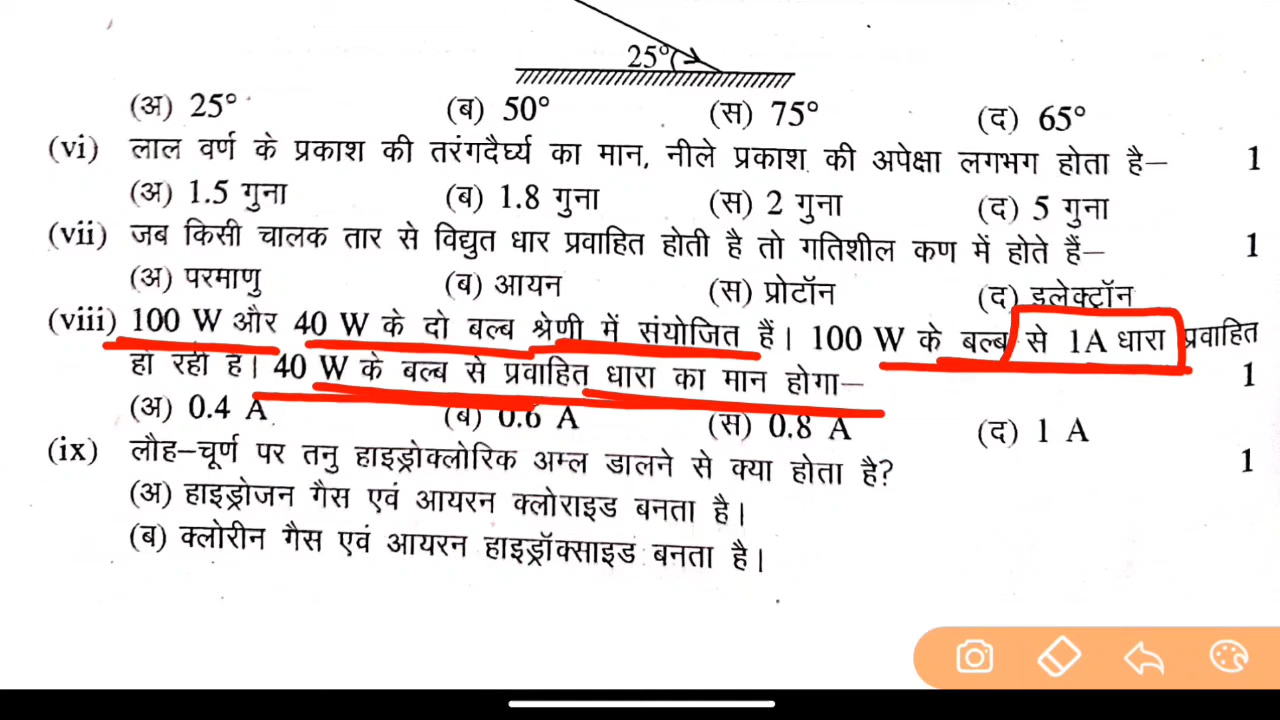 25°
(अ) 25° (ब) 50° (स) 75° (द) 65°
(vi) लाल वर्ण के प्रकाश की तरंगदैर्घ्य का मान, नीले प्रकाश की अपेक्षा लगभग होता है– 1
(अ) 1.5 गुना (ब) 1.8 गुना (स) 2 गुना (द) 5 गुना
(vii) जब किसी चालक तार से विद्युत धार प्रवाहित होती है तो गतिशील कण में होते हैं– 1
(अ) परमाणु (ब) आयन (स) प्रोटॉन (द) इलेक्ट्रॉन
(viii) 100 W और 40 W के दो बल्ब श्रेणी में संयोजित हैं। 100 W के बल्ब से 1A धारा प्रवाहित
हो रही है। 40 W के बल्ब से प्रवाहित धारा का मान होगा– 1
(अ) 0.4 A (ब) 0.6 A (स) 0.8 A (द) 1 A
(ix) लौह–चूर्ण पर तनु हाइड्रोक्लोरिक अम्ल डालने से क्या होता है? 1
(अ) हाइड्रोजन गैस एवं आयरन क्लोराइड बनता है।
(ब) क्लोरीन गैस एवं आयरन हाइड्रॉक्साइड बनता है।